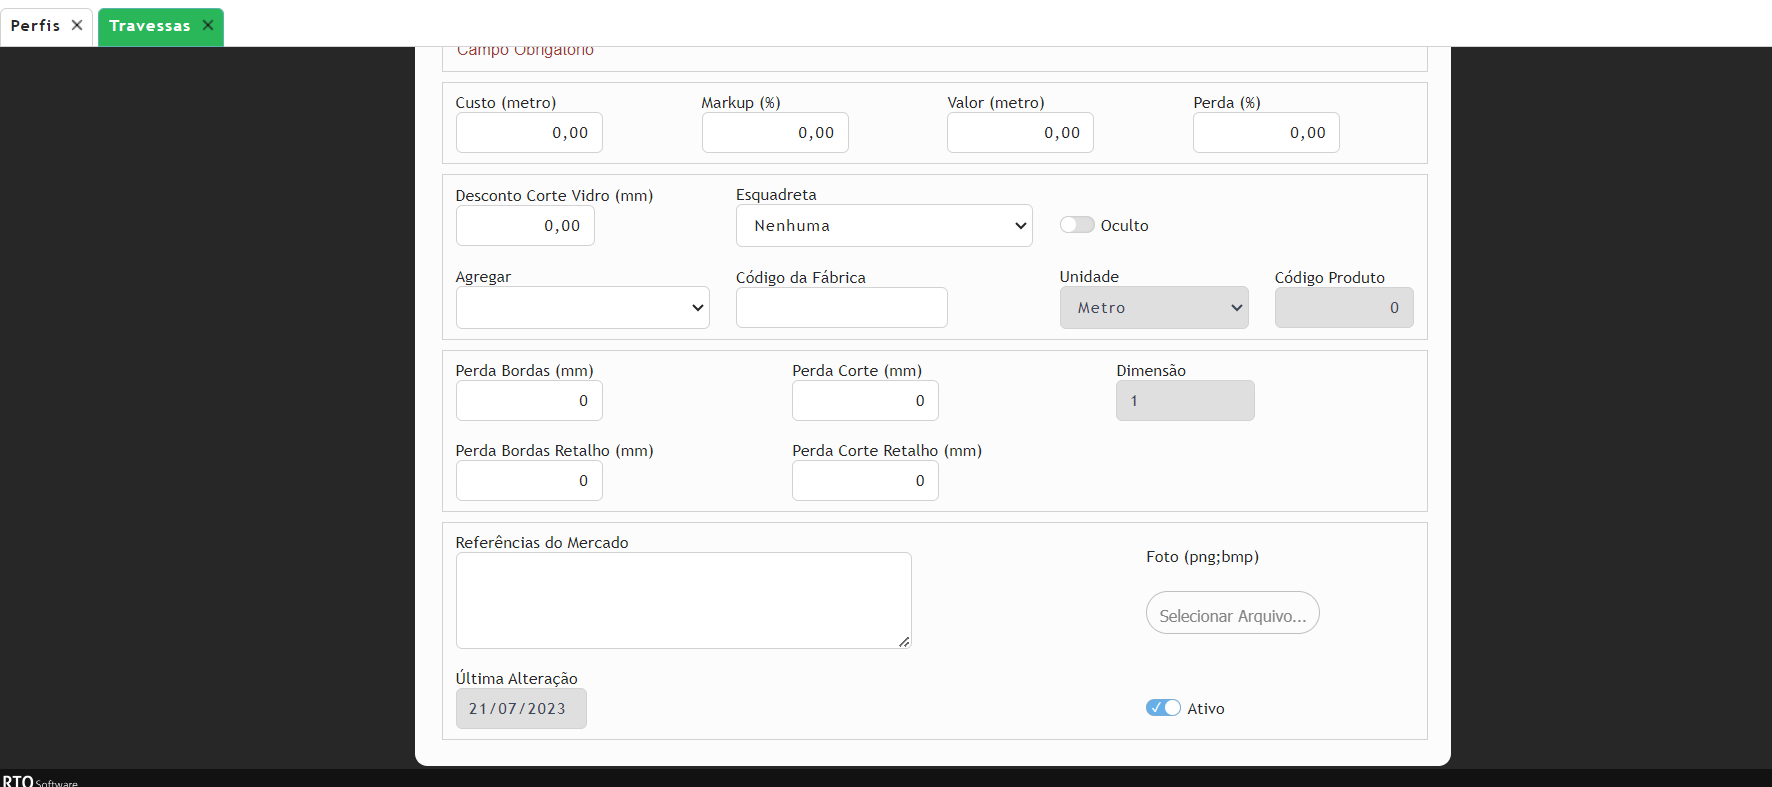 Perfis
Travessas
Campo Obrigatório
Custo (metro) Markup (%) Valor (metro) Perda (%)
0,00 0,00 0,00 0,00
Desconto Corte Vidro (mm) Esquadreta
0,00 Nenhuma Oculto
Agregar Código da Fábrica Unidade Código Produto
Metro 0
Perda Bordas (mm) Perda Corte (mm) Dimensão
0 0 1
Perda Bordas Retalho (mm) Perda Corte Retalho (mm)
0 0
Referências do Mercado
Foto (png;bmp)
Selecionar Arquivo...
Última Alteração
21/07/2023 Ativo
RTO Software